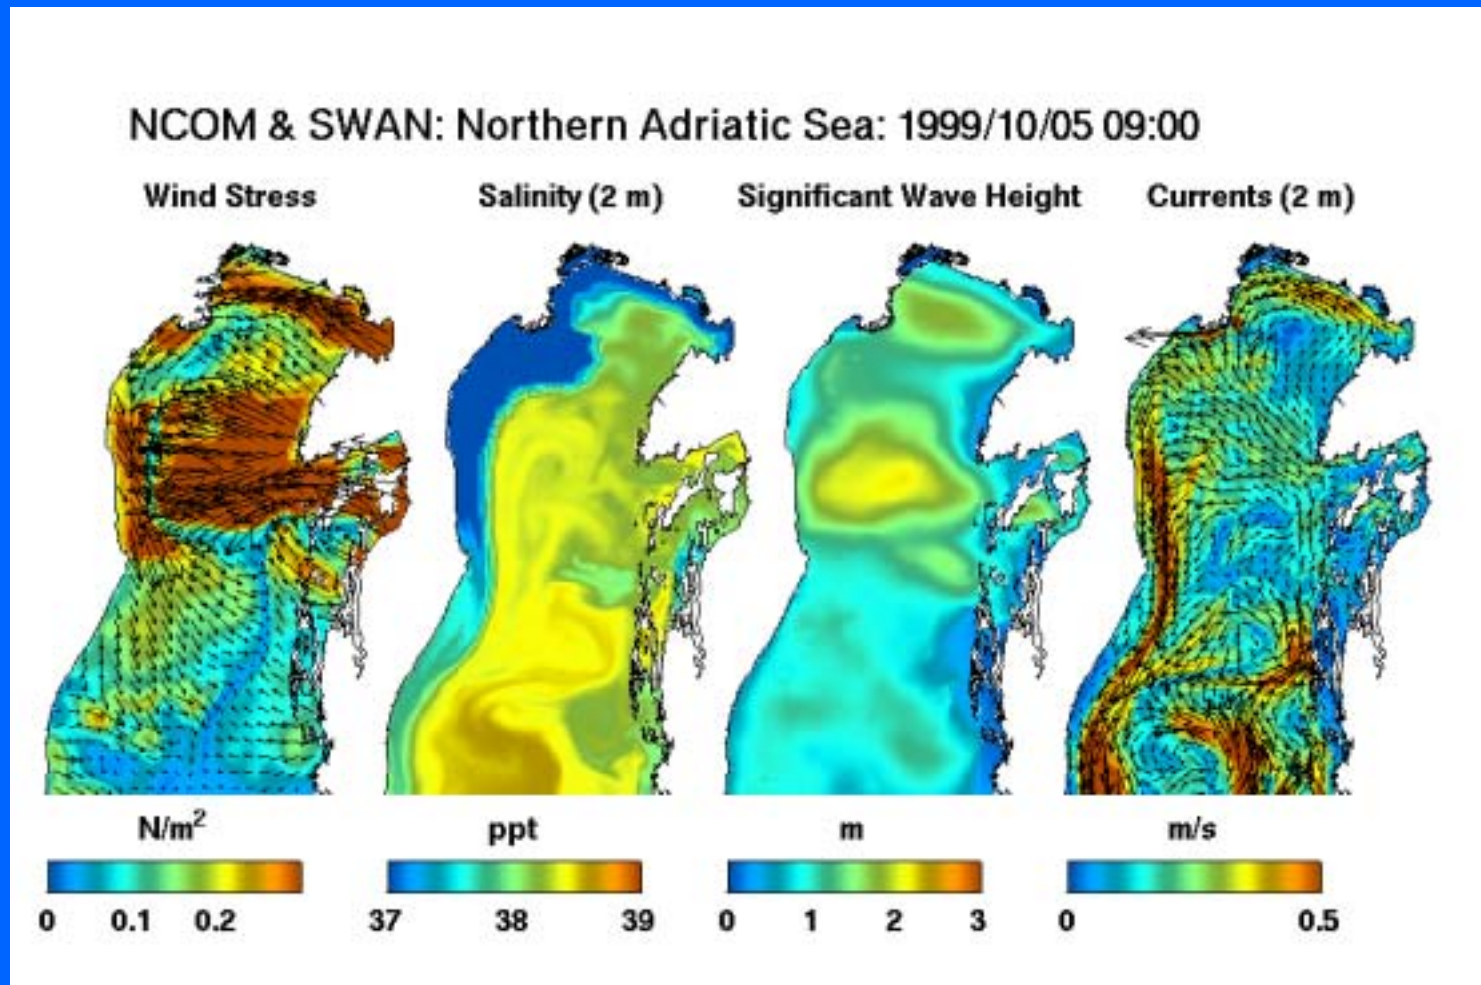 NCOM & SWAN: Northern Adriatic Sea: 1999/10/05 09:00
Wind Stress Salinity (2 m) Significant Wave Height Currents (2 m)
N/m² ppt m m/s
0 0.1 0.2 37 38 39 0 1 2 3 0 0.5